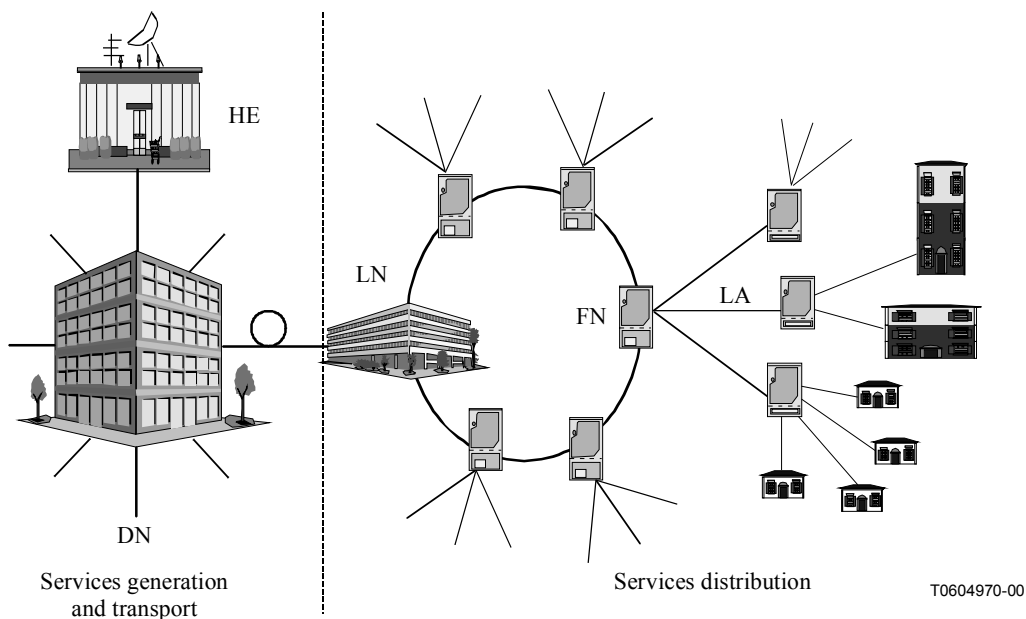 HE
LN
FN
LA
DN
Services generation
and transport
Services distribution
T0604970-00